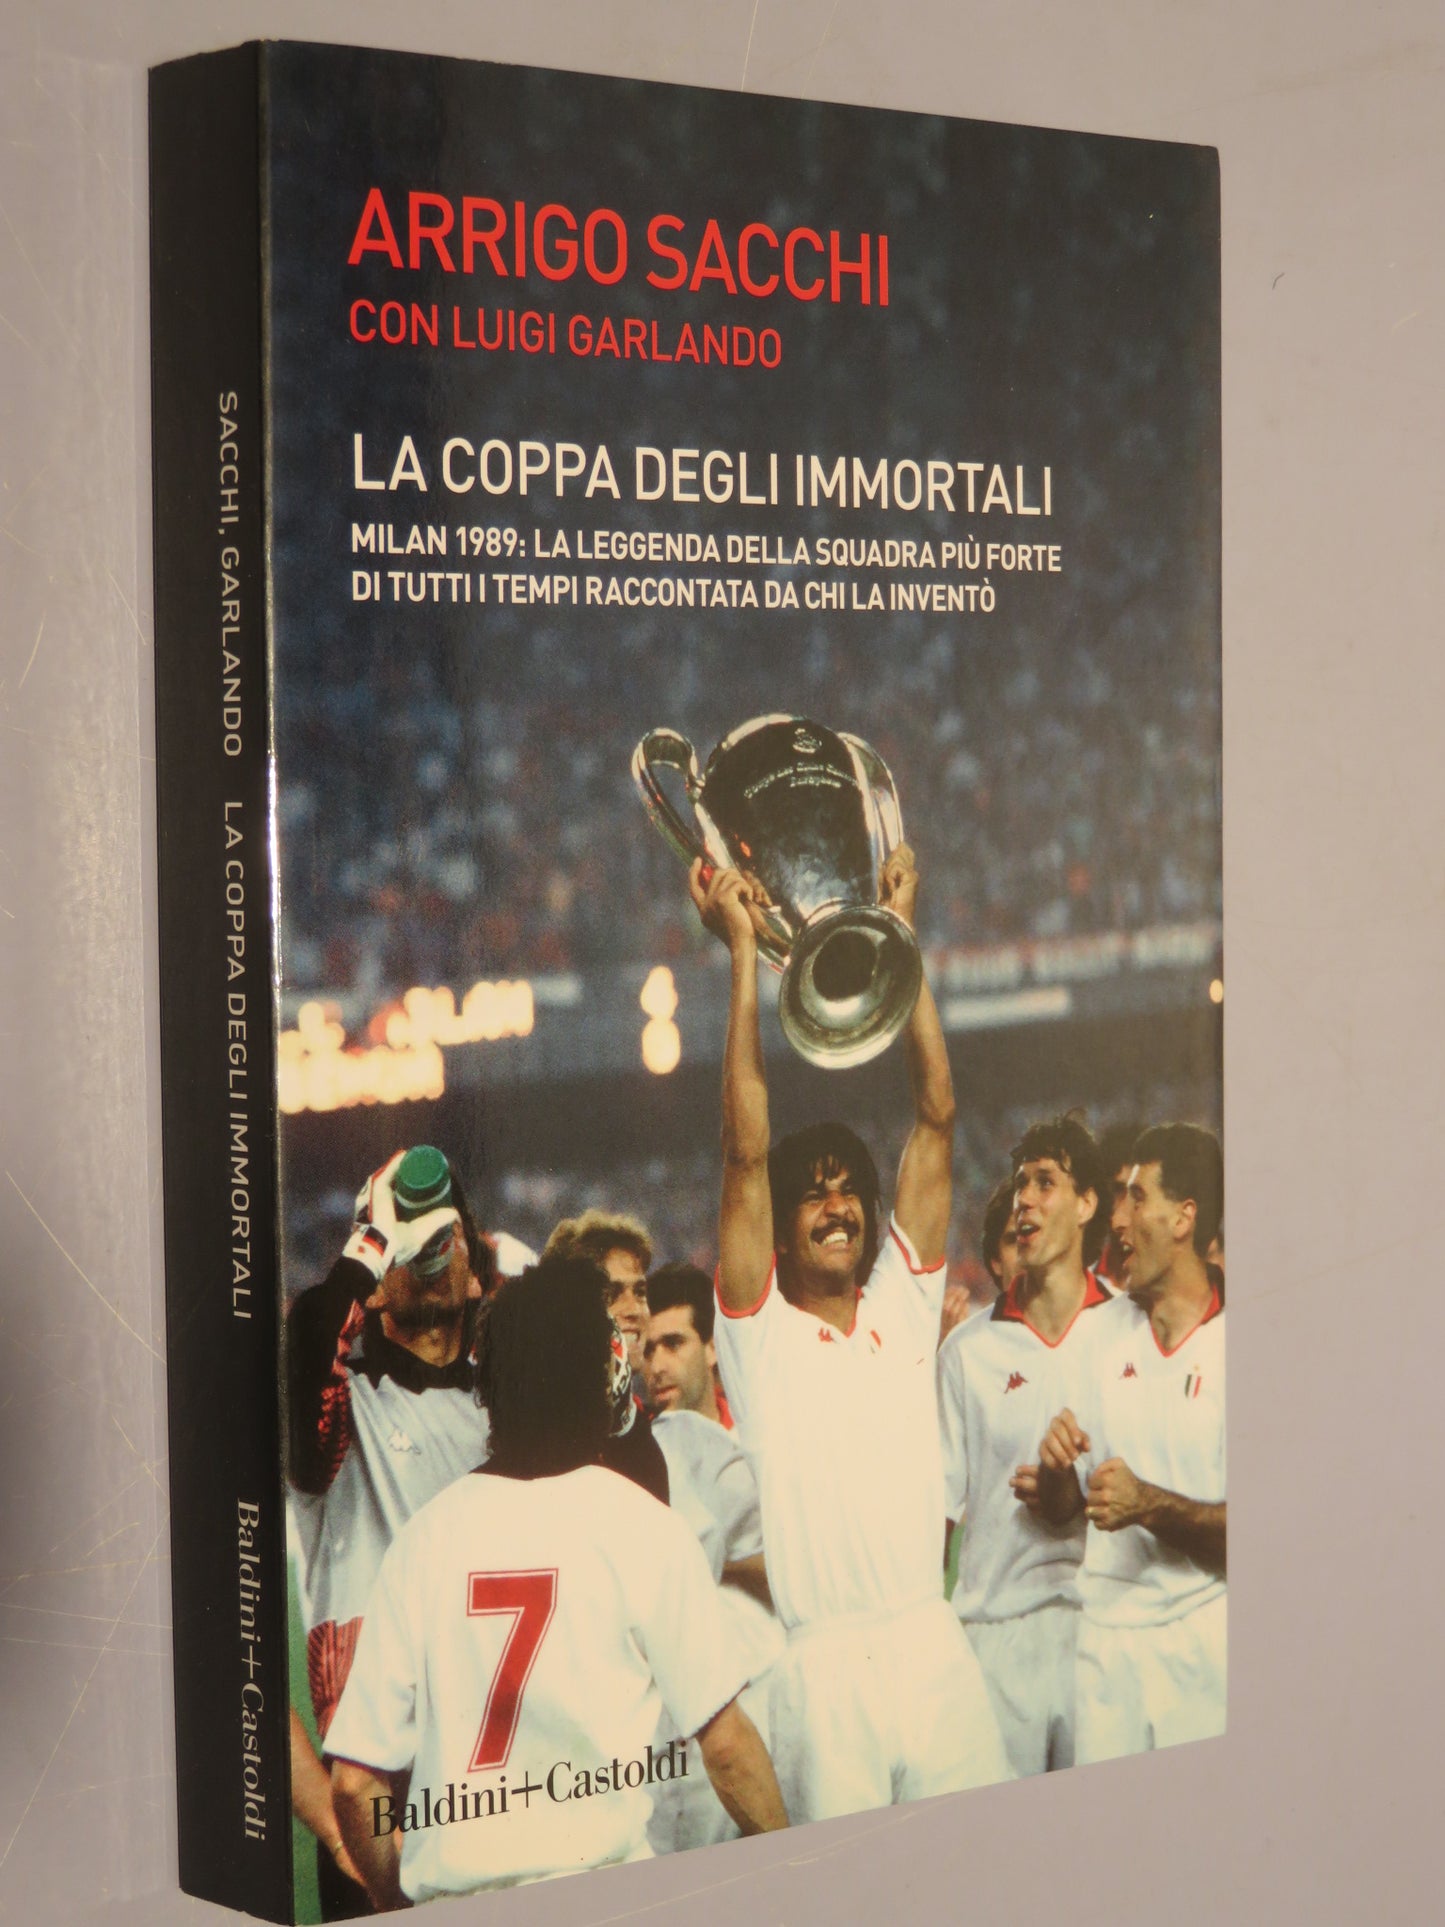 ARRIGO SACCHI
CON LUIGI GARLANDO
LA COPPA DEGLI IMMORTALI
MILAN 1989: LA LEGGENDA DELLA SQUADRA PIÙ FORTE
DI TUTTI I TEMPI RACCONTATA DA CHI LA INVENTÒ
7
Baldini+Castoldi
SACCHI, GARLANDO LA COPPA DEGLI IMMORTALI Baldini+Castoldi